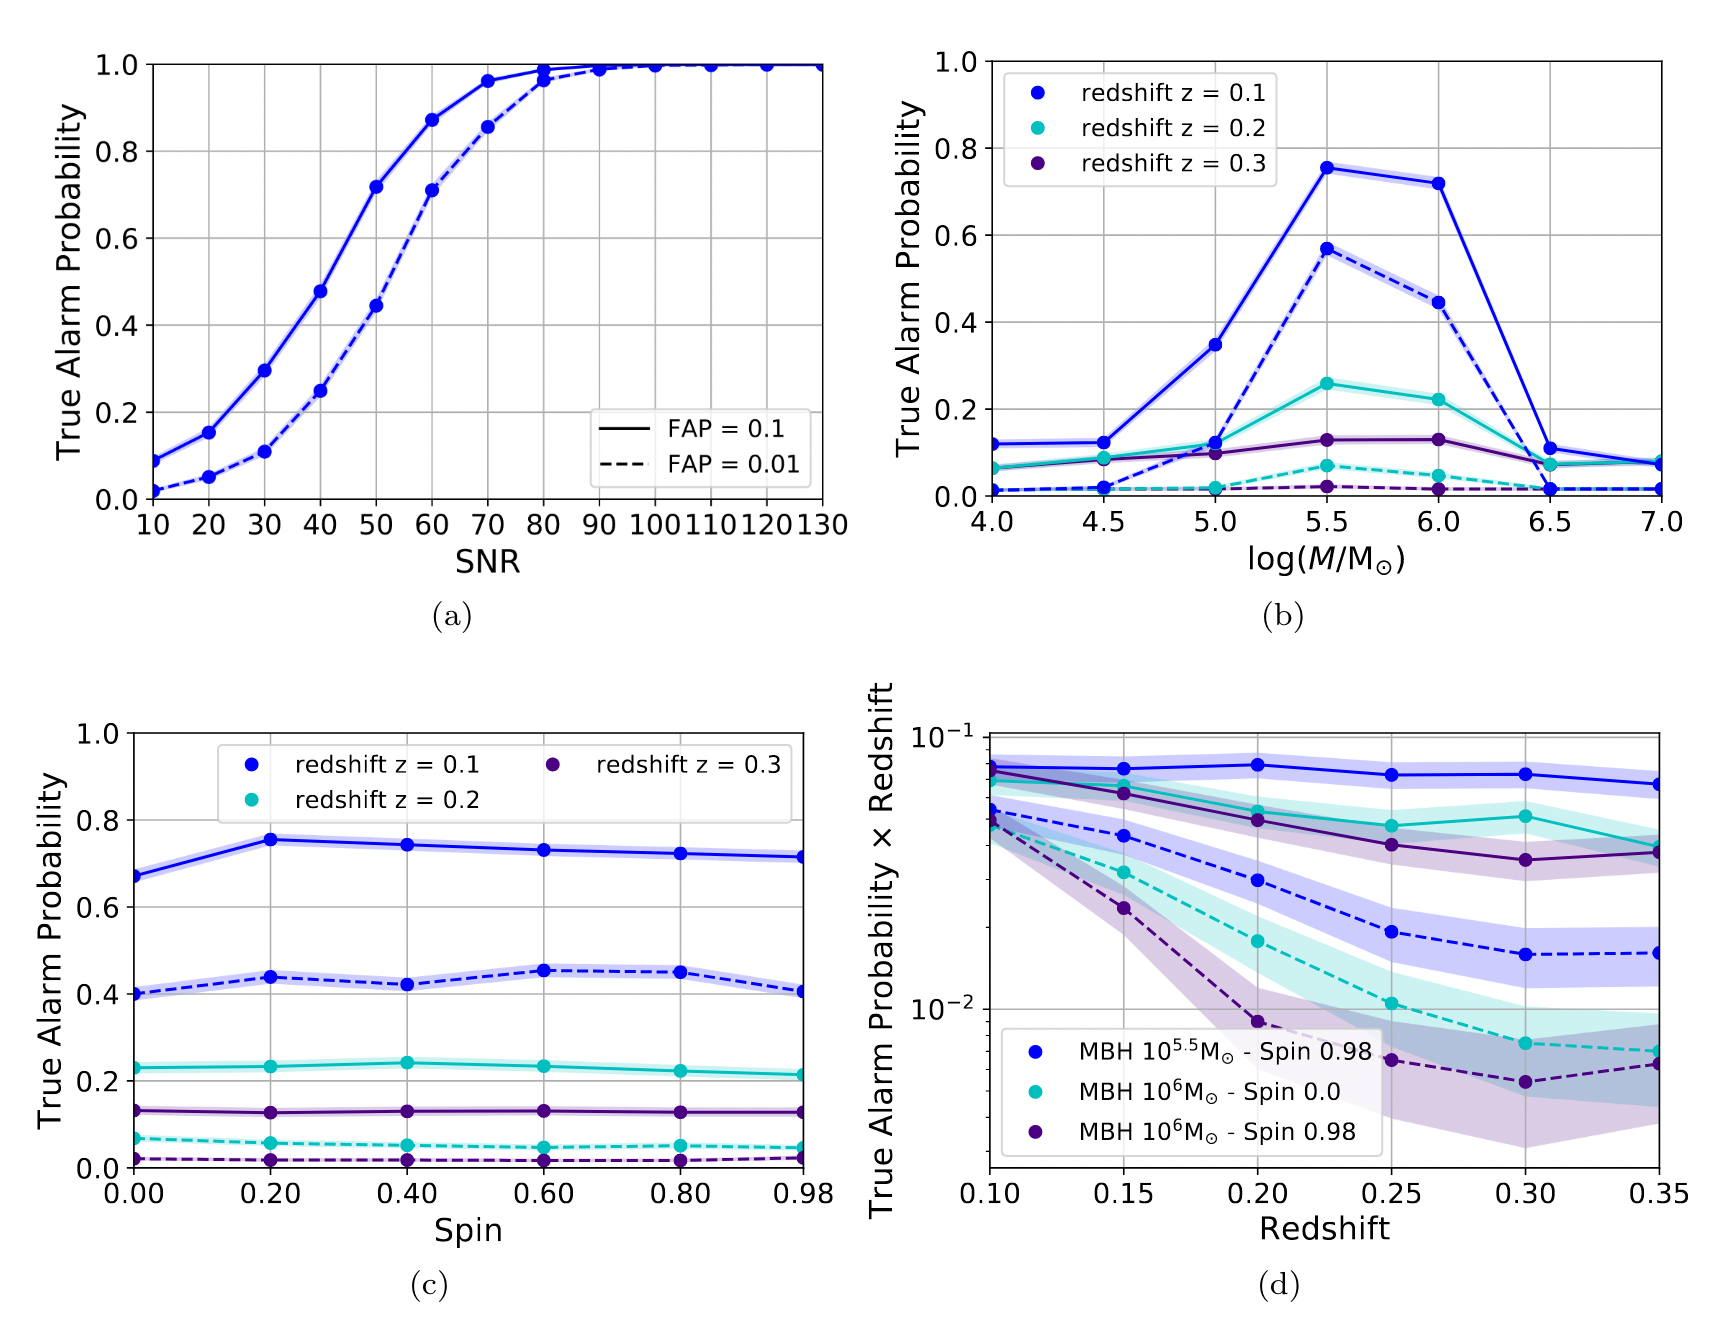 True Alarm Probability
1.0
0.8
0.6
0.4
0.2
0.0
FAP = 0.1
FAP = 0.01
10 20 30 40 50 60 70 80 90 100 110 120 130
SNR
(a)
True Alarm Probability
1.0
0.8
0.6
0.4
0.2
0.0
redshift z = 0.1
redshift z = 0.2
redshift z = 0.3
4.0 4.5 5.0 5.5 6.0 6.5 7.0
log(M/M⊙)
(b)
True Alarm Probability
1.0
0.8
0.6
0.4
0.2
0.0
redshift z = 0.1
redshift z = 0.2
redshift z = 0.3
0.00 0.20 0.40 0.60 0.80 0.98
Spin
(c)
True Alarm Probability × Redshift
10⁻¹
10⁻²
MBH 10⁵·⁵M⊙ - Spin 0.98
MBH 10⁶M⊙ - Spin 0.0
MBH 10⁶M⊙ - Spin 0.98
0.10 0.15 0.20 0.25 0.30 0.35
Redshift
(d)